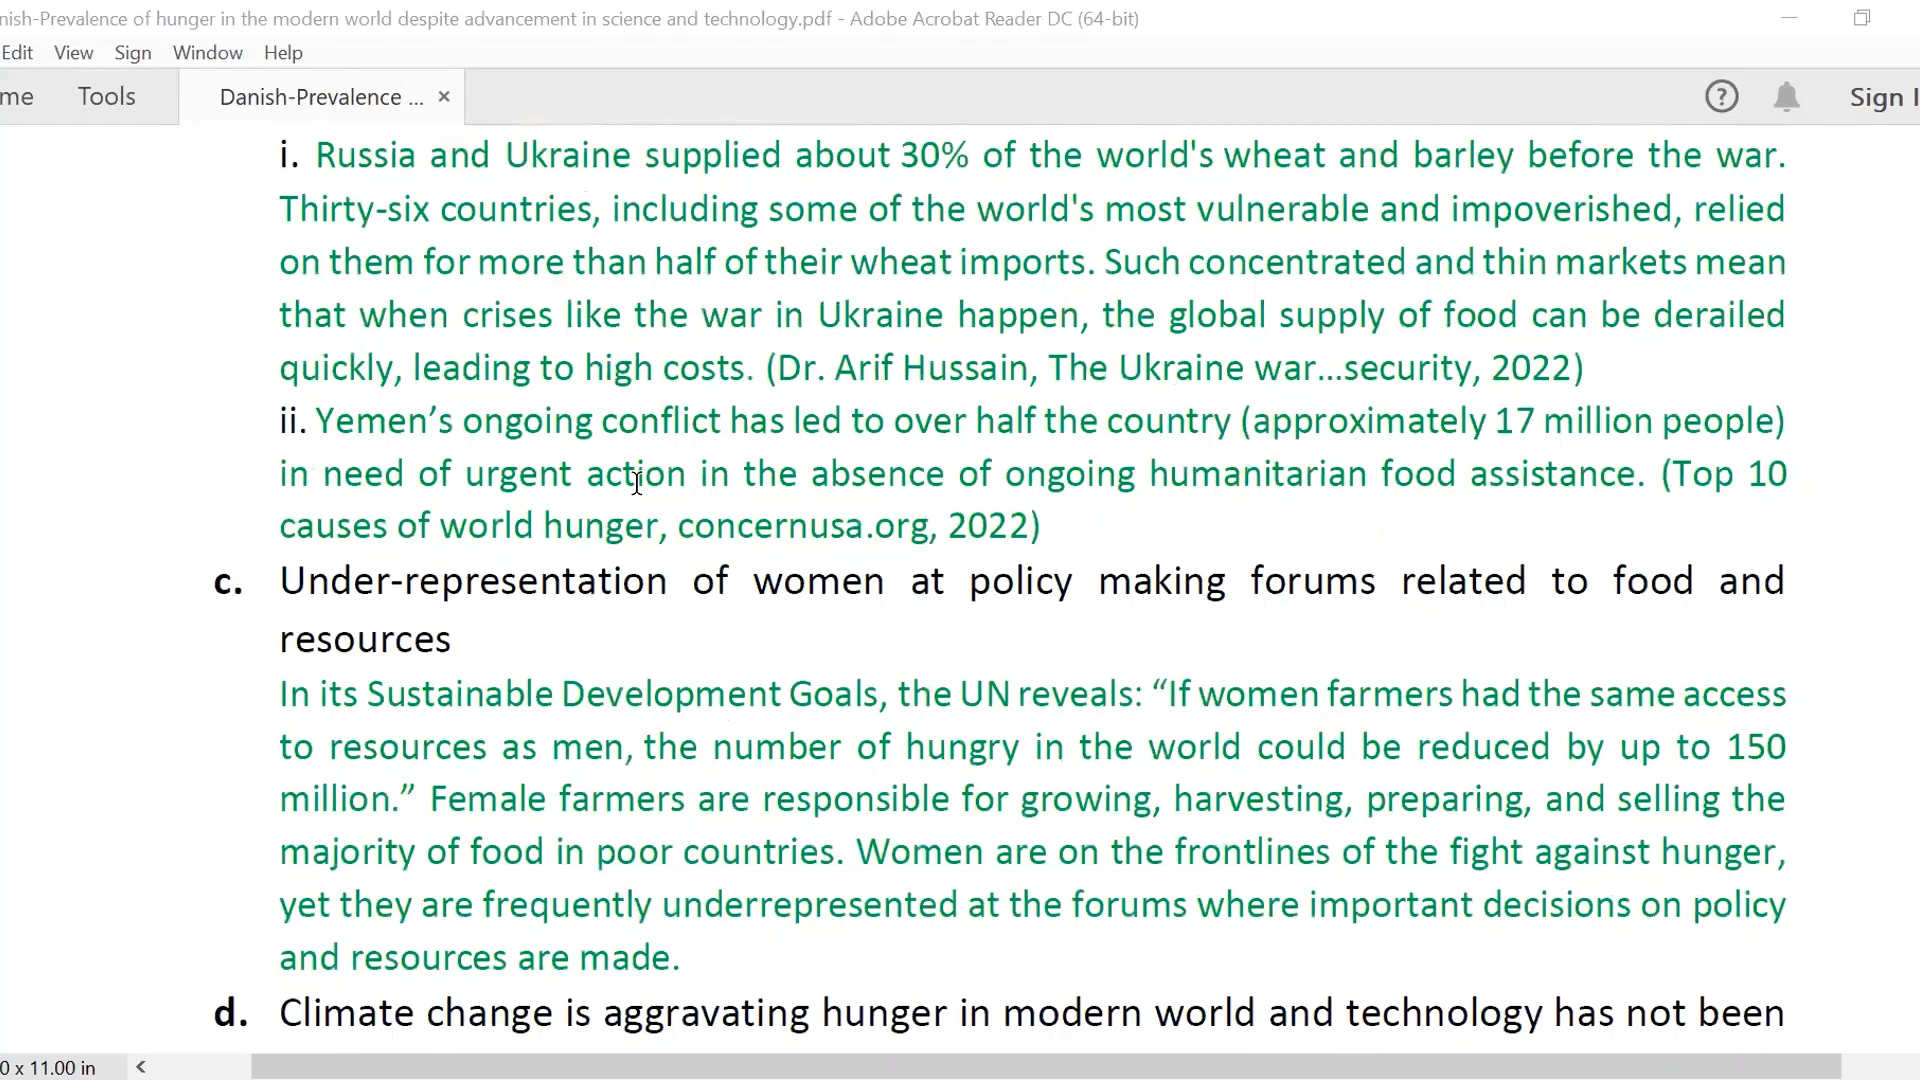 nish-Prevalence of hunger in the modern world despite advancement in science and technology.pdf - Adobe Acrobat Reader DC (64-bit)
Edit View Sign Window Help
me Tools Danish-Prevalence ... × ? Sign I
i. Russia and Ukraine supplied about 30% of the world's wheat and barley before the war.
Thirty-six countries, including some of the world's most vulnerable and impoverished, relied
on them for more than half of their wheat imports. Such concentrated and thin markets mean
that when crises like the war in Ukraine happen, the global supply of food can be derailed
quickly, leading to high costs. (Dr. Arif Hussain, The Ukraine war...security, 2022)
ii. Yemen’s ongoing conflict has led to over half the country (approximately 17 million people)
in need of urgent action in the absence of ongoing humanitarian food assistance. (Top 10
causes of world hunger, concernusa.org, 2022)
c. Under-representation of women at policy making forums related to food and
resources
In its Sustainable Development Goals, the UN reveals: “If women farmers had the same access
to resources as men, the number of hungry in the world could be reduced by up to 150
million.” Female farmers are responsible for growing, harvesting, preparing, and selling the
majority of food in poor countries. Women are on the frontlines of the fight against hunger,
yet they are frequently underrepresented at the forums where important decisions on policy
and resources are made.
d. Climate change is aggravating hunger in modern world and technology has not been
0 x 11.00 in <